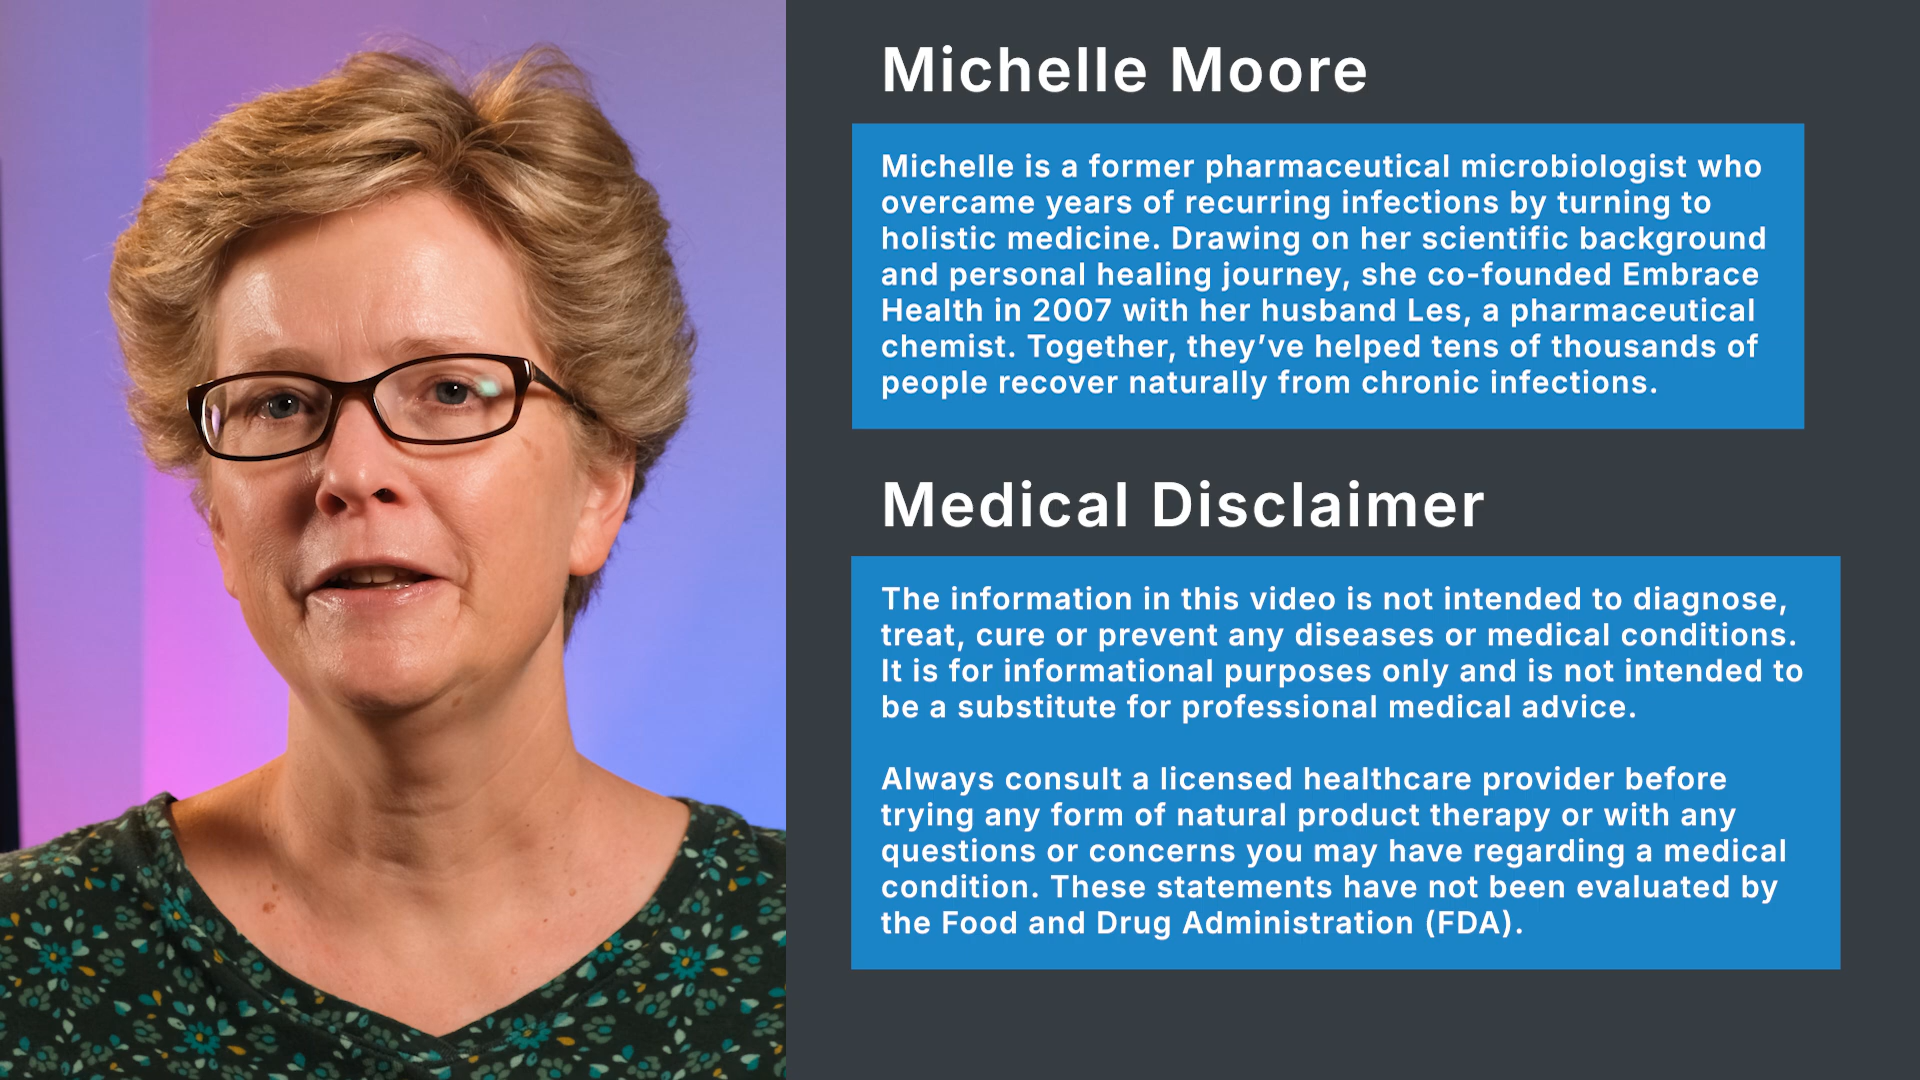 Michelle Moore
Michelle is a former pharmaceutical microbiologist who
overcame years of recurring infections by turning to
holistic medicine. Drawing on her scientific background
and personal healing journey, she co-founded Embrace
Health in 2007 with her husband Les, a pharmaceutical
chemist. Together, they’ve helped tens of thousands of
people recover naturally from chronic infections.
Medical Disclaimer
The information in this video is not intended to diagnose,
treat, cure or prevent any diseases or medical conditions.
It is for informational purposes only and is not intended to
be a substitute for professional medical advice.
Always consult a licensed healthcare provider before
trying any form of natural product therapy or with any
questions or concerns you may have regarding a medical
condition. These statements have not been evaluated by
the Food and Drug Administration (FDA).